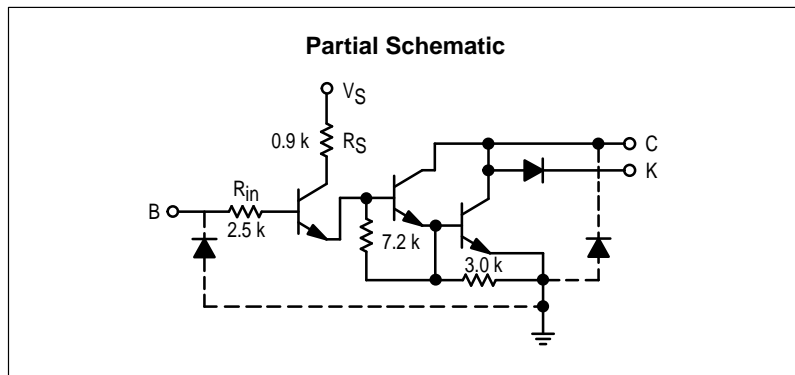 Partial Schematic
VS
0.9 k RS
C
K
Rin
B
2.5 k
7.2 k
3.0 k